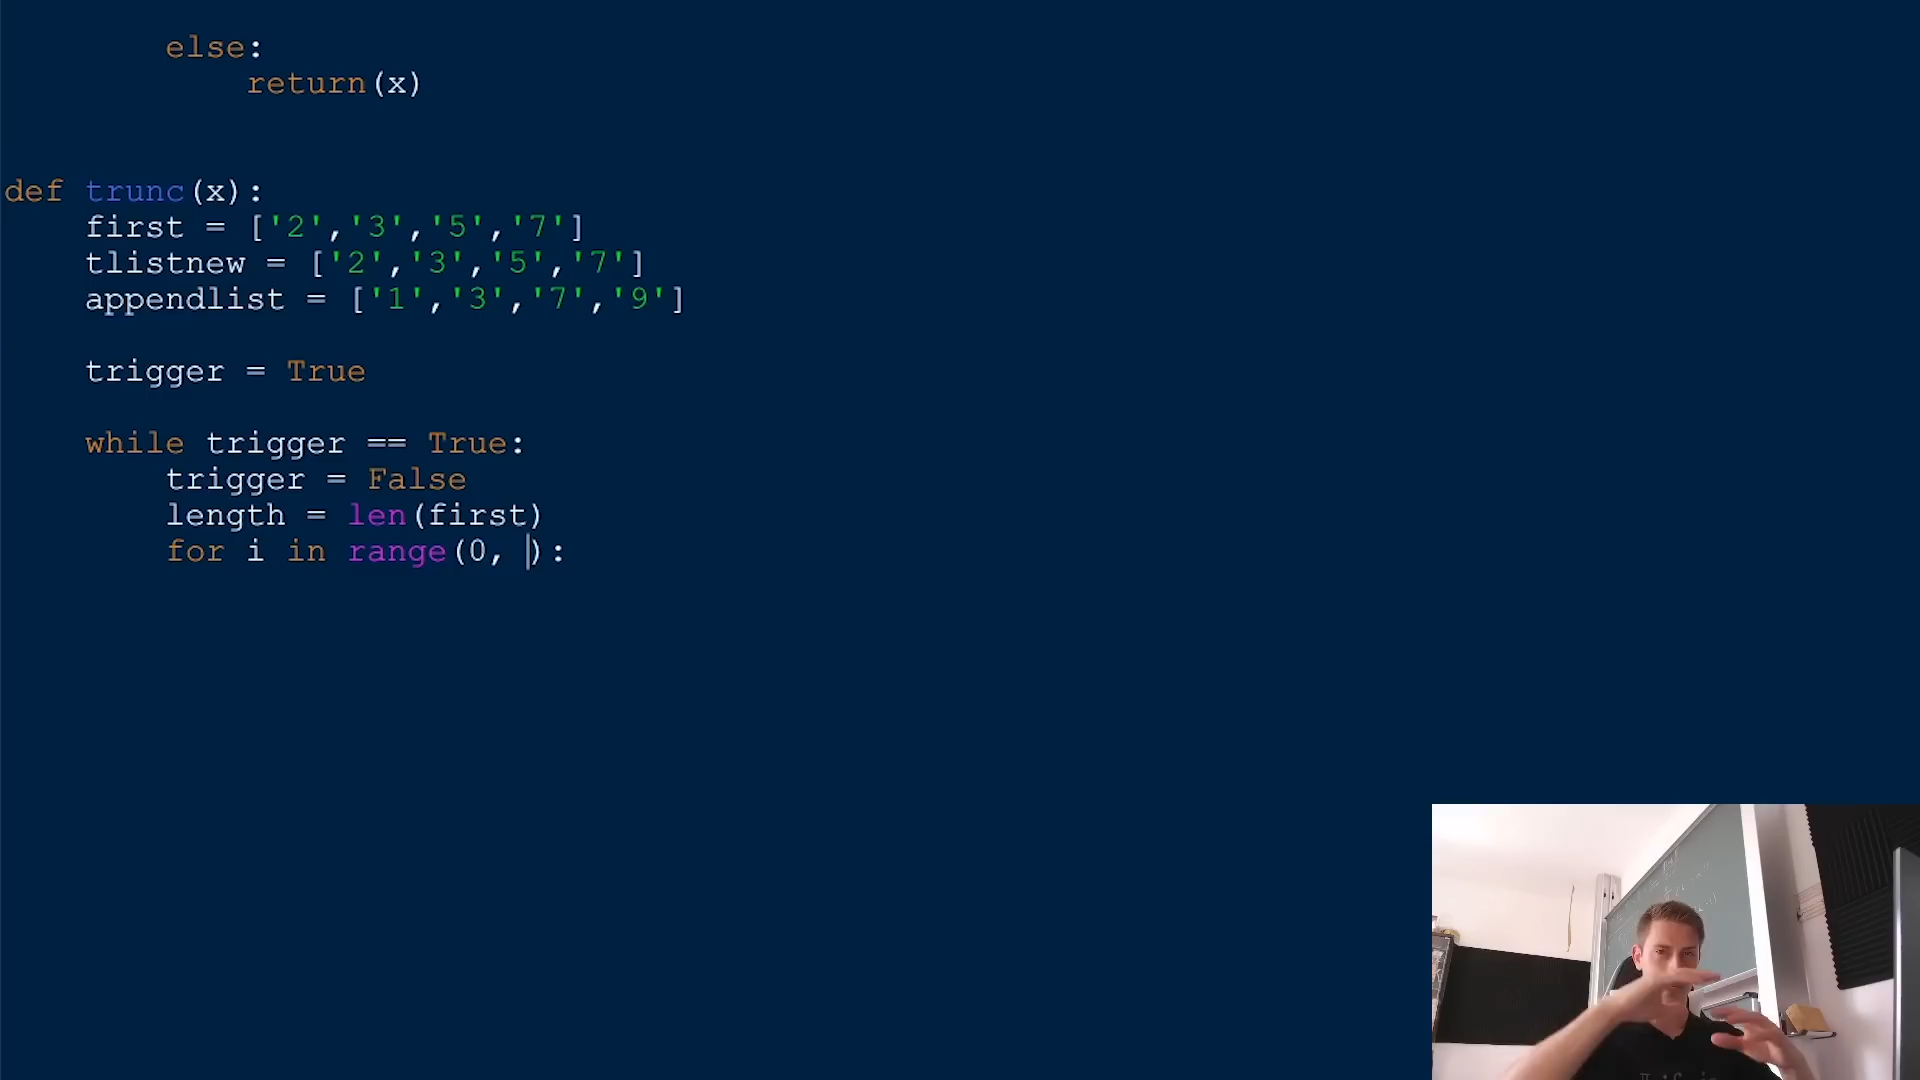 else:
return(x)
def trunc(x):
first = ['2','3','5','7']
tlistnew = ['2','3','5','7']
appendlist = ['1','3','7','9']
trigger = True
while trigger == True:
trigger = False
length = len(first)
for i in range(0, ):